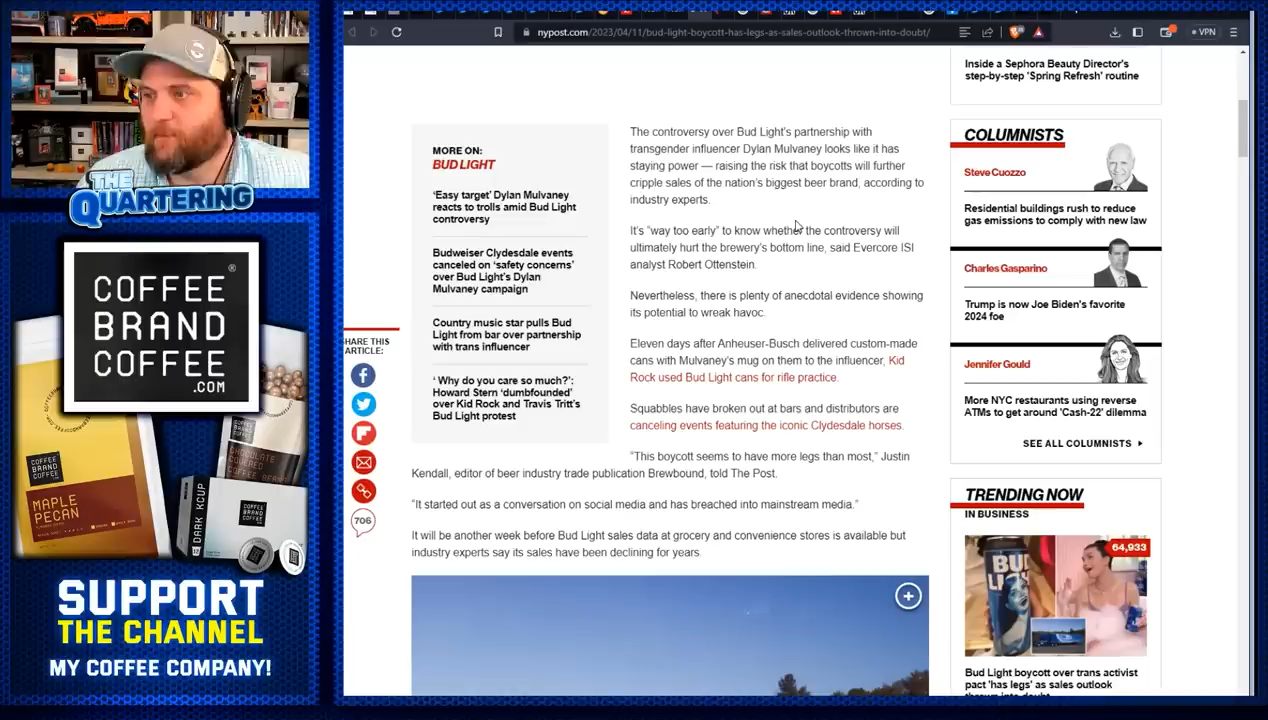 nypost.com/2023/04/11/bud-light-boycott-has-legs-as-sales-outlook-thrown-into-doubt/
VPN
THE
QUARTERING
COFFEE
BRAND
COFFEE®
.COM
MAPLE
PECAN
COFFEE
BRAND
COFFEE
CHOCOLATE
COVERED
COFFEE BEANS
DARK KCUP
SUPPORT
THE CHANNEL
MY COFFEE COMPANY!
SHARE THIS
ARTICLE:
706
MORE ON:
BUD LIGHT
‘Easy target’ Dylan Mulvaney
reacts to trolls amid Bud Light
controversy
Budweiser Clydesdale events
canceled on ‘safety concerns’
over Bud Light’s Dylan
Mulvaney campaign
Country music star pulls Bud
Light from bar over partnership
with trans influencer
‘ Why do you care so much?’:
Howard Stern ‘dumbfounded’
over Kid Rock and Travis Tritt’s
Bud Light protest
The controversy over Bud Light’s partnership with
transgender influencer Dylan Mulvaney looks like it has
staying power — raising the risk that boycotts will further
cripple sales of the nation’s biggest beer brand, according to
industry experts.
It’s “way too early” to know whether the controversy will
ultimately hurt the brewery’s bottom line, said Evercore ISI
analyst Robert Ottenstein.
Nevertheless, there is plenty of anecdotal evidence showing
its potential to wreak havoc.
Eleven days after Anheuser-Busch delivered custom-made
cans with Mulvaney’s mug on them to the influencer, Kid
Rock used Bud Light cans for rifle practice.
Squabbles have broken out at bars and distributors are
canceling events featuring the iconic Clydesdale horses.
“This boycott seems to have more legs than most,” Justin
Kendall, editor of beer industry trade publication Brewbound, told The Post.
“It started out as a conversation on social media and has breached into mainstream media.”
It will be another week before Bud Light sales data at grocery and convenience stores is available but
industry experts say its sales have been declining for years.
Inside a Sephora Beauty Director’s
step-by-step ‘Spring Refresh’ routine
COLUMNISTS
Steve Cuozzo
Residential buildings rush to reduce
gas emissions to comply with new law
Charles Gasparino
Trump is now Joe Biden’s favorite
2024 foe
Jennifer Gould
More NYC restaurants using reverse
ATMs to get around ‘Cash-22’ dilemma
SEE ALL COLUMNISTS
TRENDING NOW
IN BUSINESS
64,933
BUD
Bud Light boycott over trans activist
pact ‘has legs’ as sales outlook
thrown into doubt